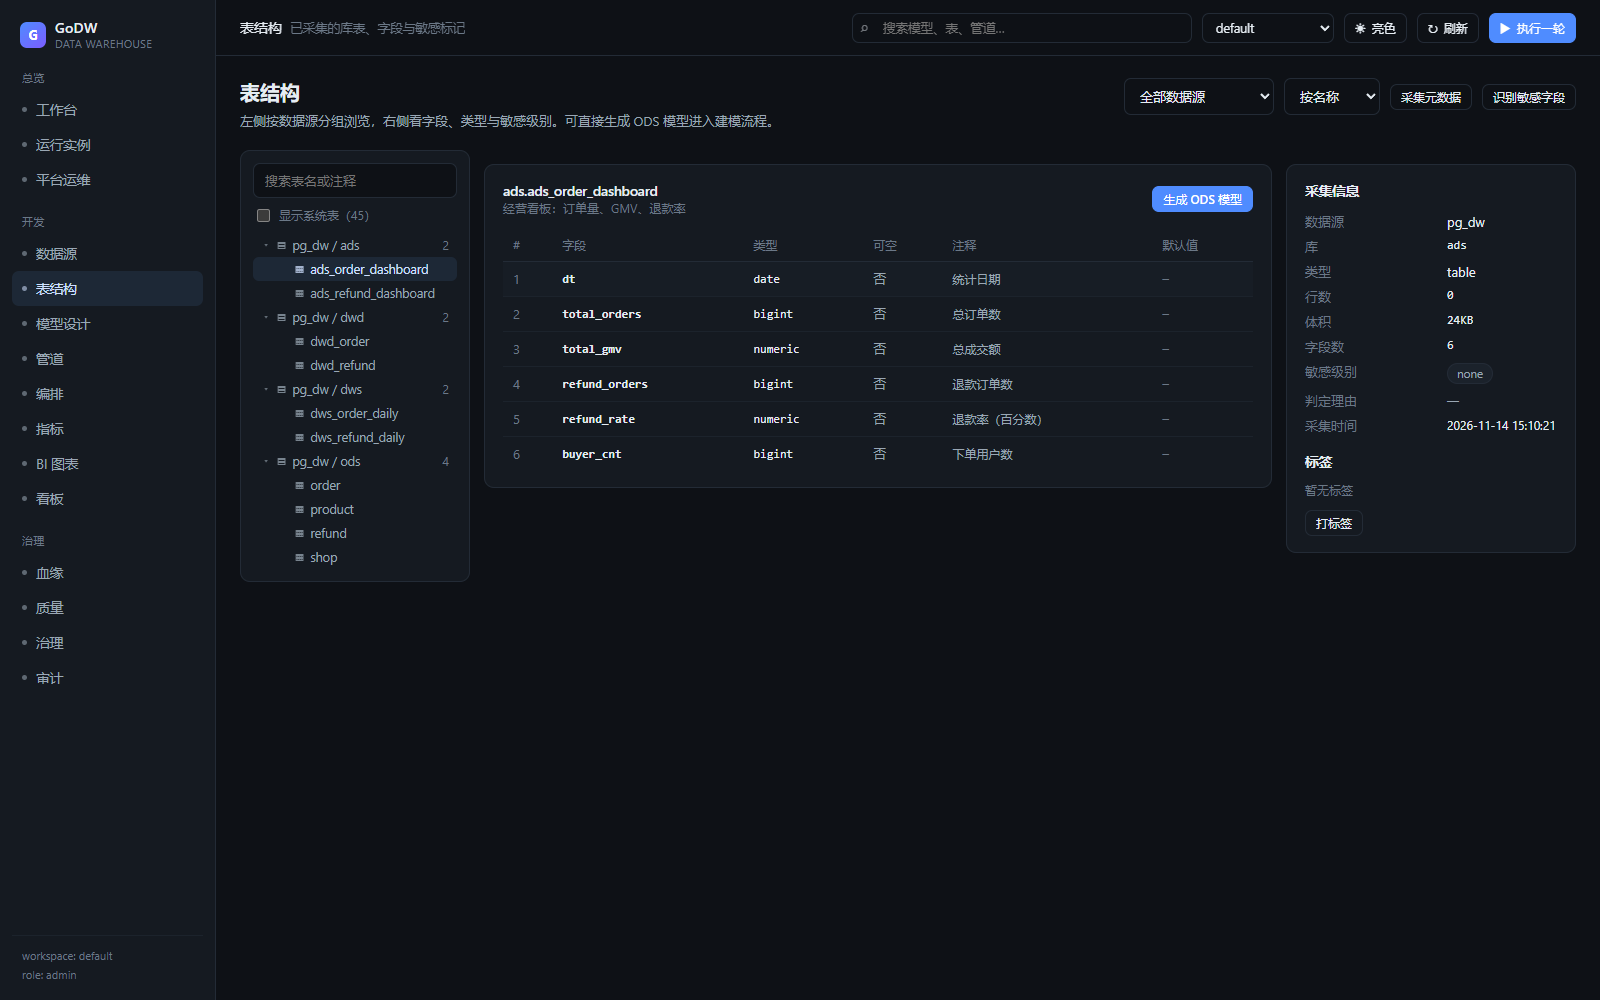 G
GoDW
DATA WAREHOUSE
总览
工作台
运行实例
平台运维
开发
数据源
表结构
模型设计
管道
编排
指标
BI 图表
看板
治理
血缘
质量
治理
审计
workspace: default
role: admin
表结构 已采集的库表、字段与敏感标记
搜索模型、表、管道...
default
亮色
刷新
执行一轮
表结构
左侧按数据源分组浏览，右侧看字段、类型与敏感级别。可直接生成 ODS 模型进入建模流程。
全部数据源
按名称
采集元数据
识别敏感字段
搜索表名或注释
显示系统表（45）
pg_dw / ads 2
ads_order_dashboard
ads_refund_dashboard
pg_dw / dwd 2
dwd_order
dwd_refund
pg_dw / dws 2
dws_order_daily
dws_refund_daily
pg_dw / ods 4
order
product
refund
shop
ads.ads_order_dashboard
经营看板：订单量、GMV、退款率
生成 ODS 模型
# 字段 类型 可空 注释 默认值
1 dt date 否 统计日期 —
2 total_orders bigint 否 总订单数 —
3 total_gmv numeric 否 总成交额 —
4 refund_orders bigint 否 退款订单数 —
5 refund_rate numeric 否 退款率（百分数） —
6 buyer_cnt bigint 否 下单用户数 —
采集信息
数据源 pg_dw
库 ads
类型 table
行数 0
体积 24KB
字段数 6
敏感级别 none
判定理由 —
采集时间 2026-11-14 15:10:21
标签
暂无标签
打标签